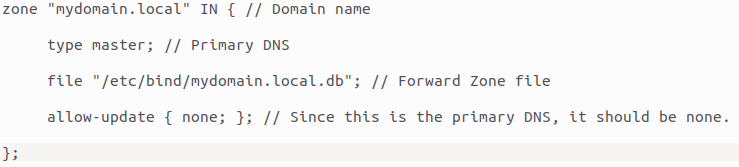 zone "mydomain.local" IN { // Domain name
type master; // Primary DNS
file "/etc/bind/mydomain.local.db"; // Forward Zone file
allow-update { none; }; // Since this is the primary DNS, it should be none.
};